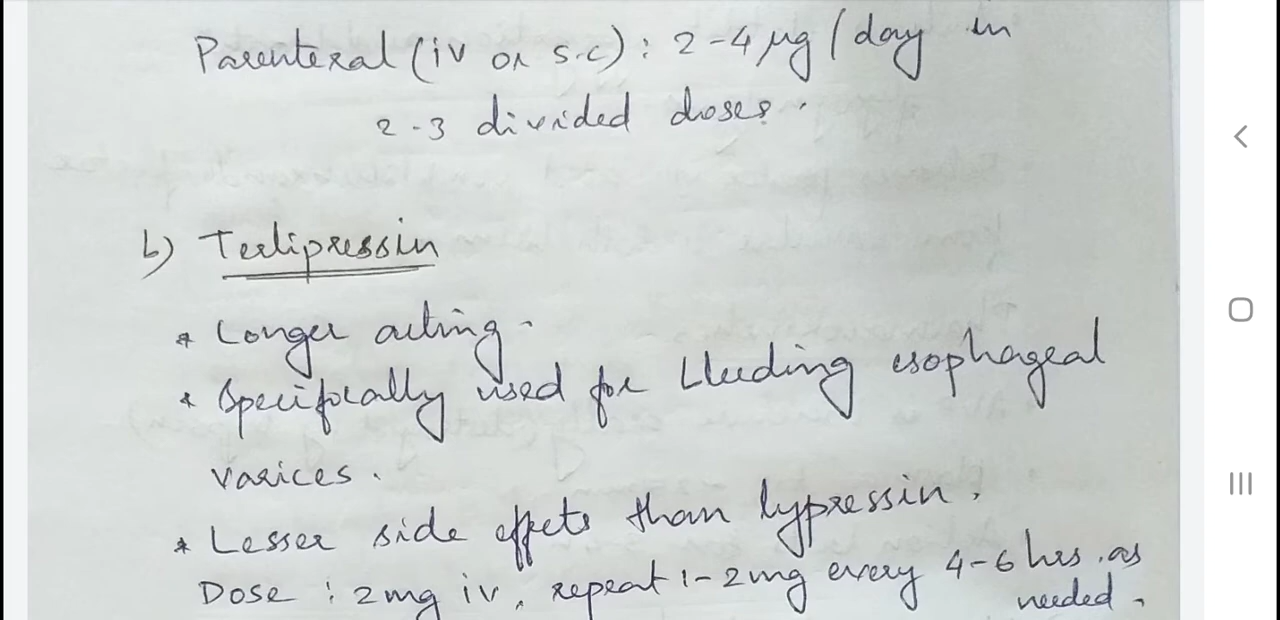 Parenteral (iv or s.c) : 2-4 µg / day in
2-3 divided doses.
b) Terlipressin
* Longer acting.
* Specifically used for bleeding esophageal
varices.
* Lesser side effects than lypressin.
Dose : 2mg iv, repeat 1-2mg every 4-6 hrs. as
needed.